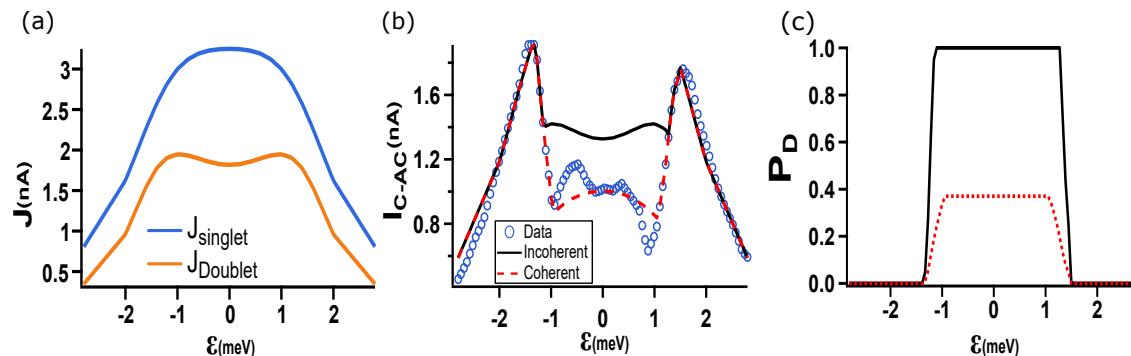 (a)
J(nA)
3
2.5
2
1.5
1
0.5
-2
-1
0
1
2
ε(meV)
Jsinglet
JDoublet
(b)
IC-AC(nA)
1.6
1.2
0.8
-2
-1
0
1
2
ε(meV)
Data
Incoherent
Coherent
(c)
PD
1.0
0.8
0.6
0.4
0.2
0.0
-2
-1
0
1
2
ε(meV)